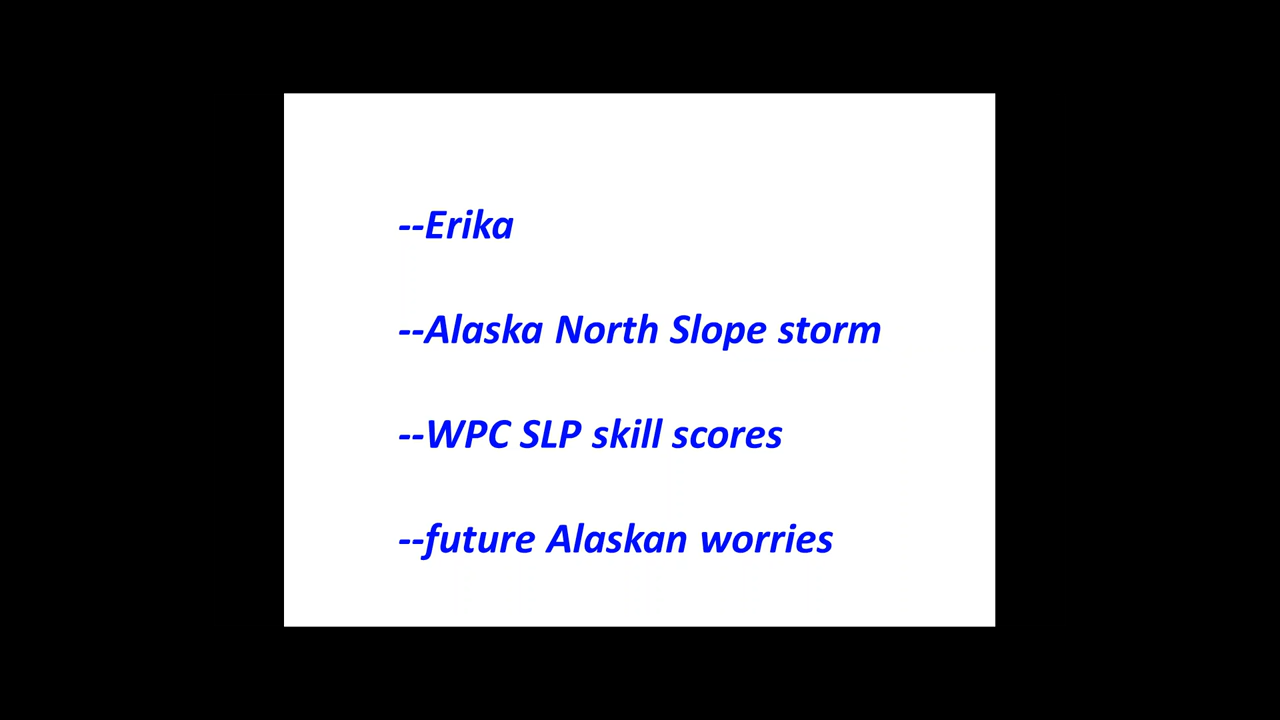 --Erika
--Alaska North Slope storm
--WPC SLP skill scores
--future Alaskan worries